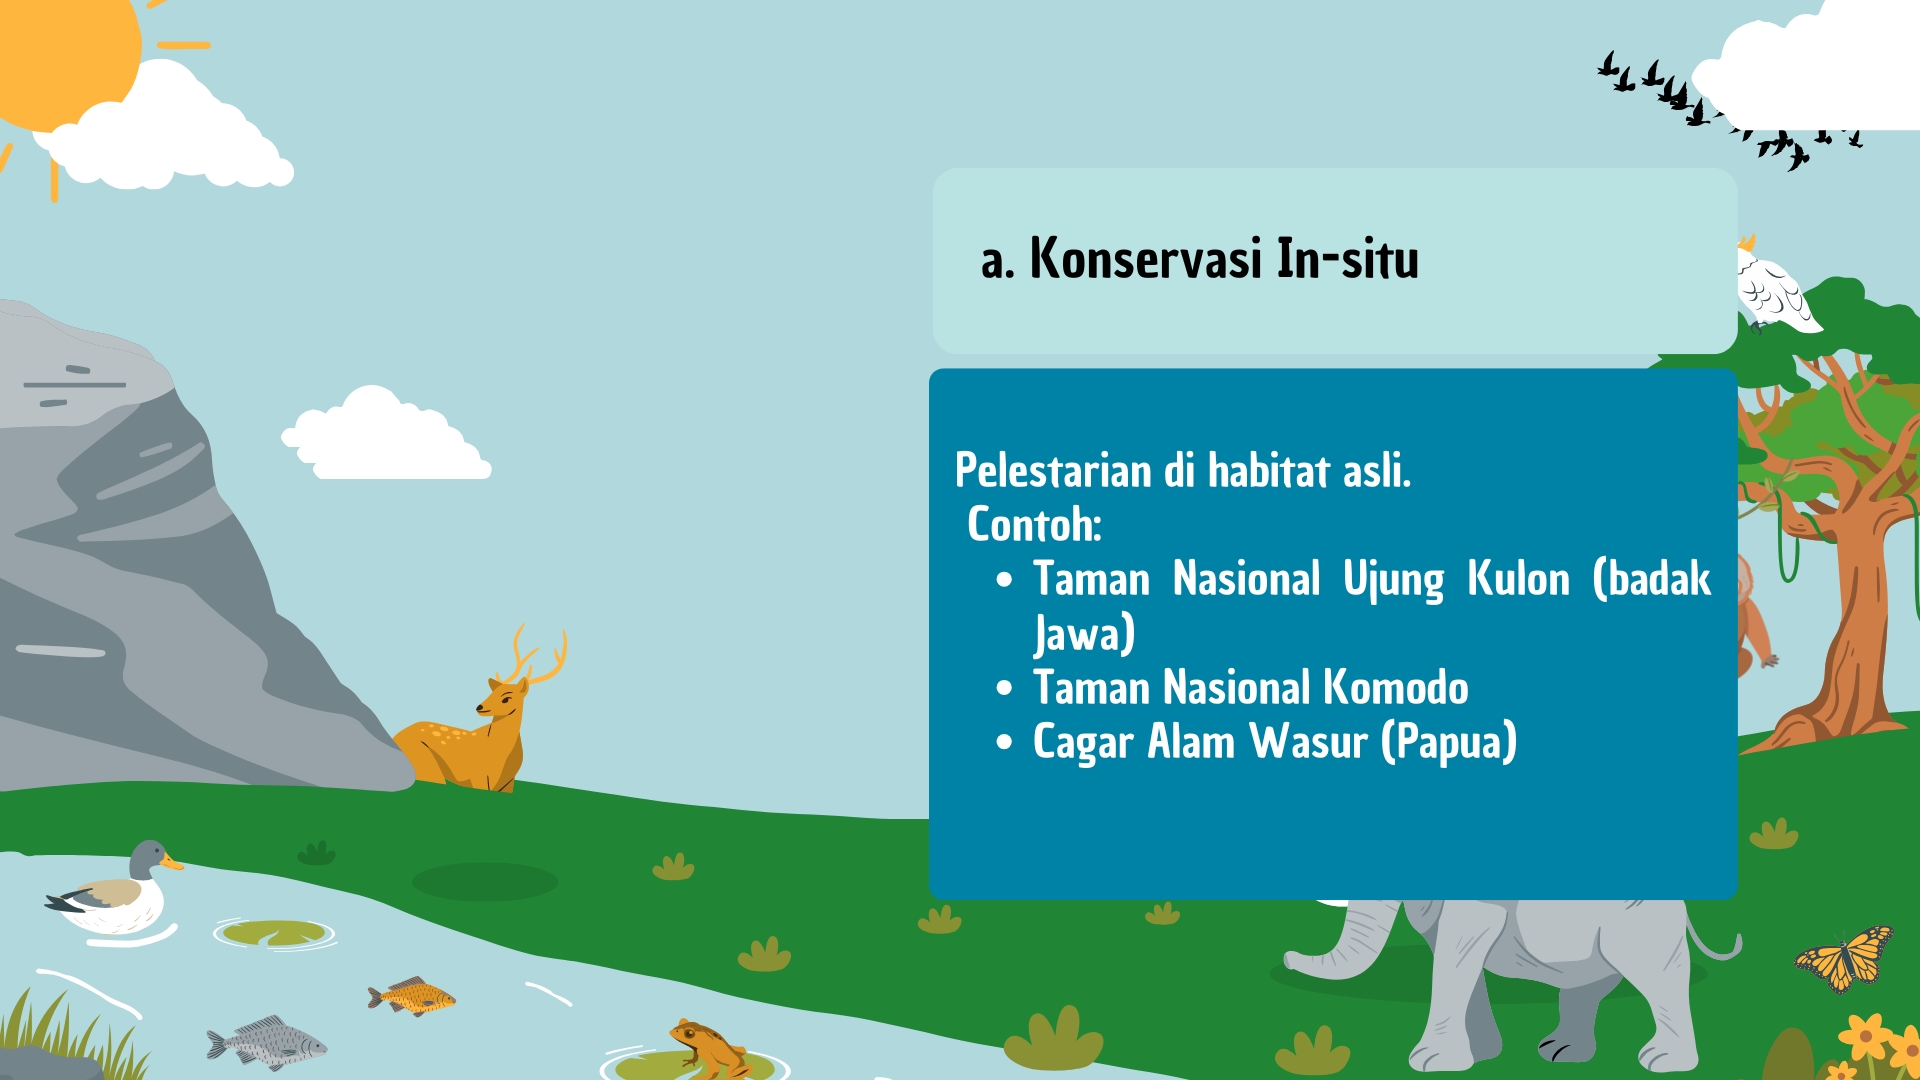 a. Konservasi In-situ
Pelestarian di habitat asli.
Contoh:
• Taman Nasional Ujung Kulon (badak
Jawa)
• Taman Nasional Komodo
• Cagar Alam Wasur (Papua)